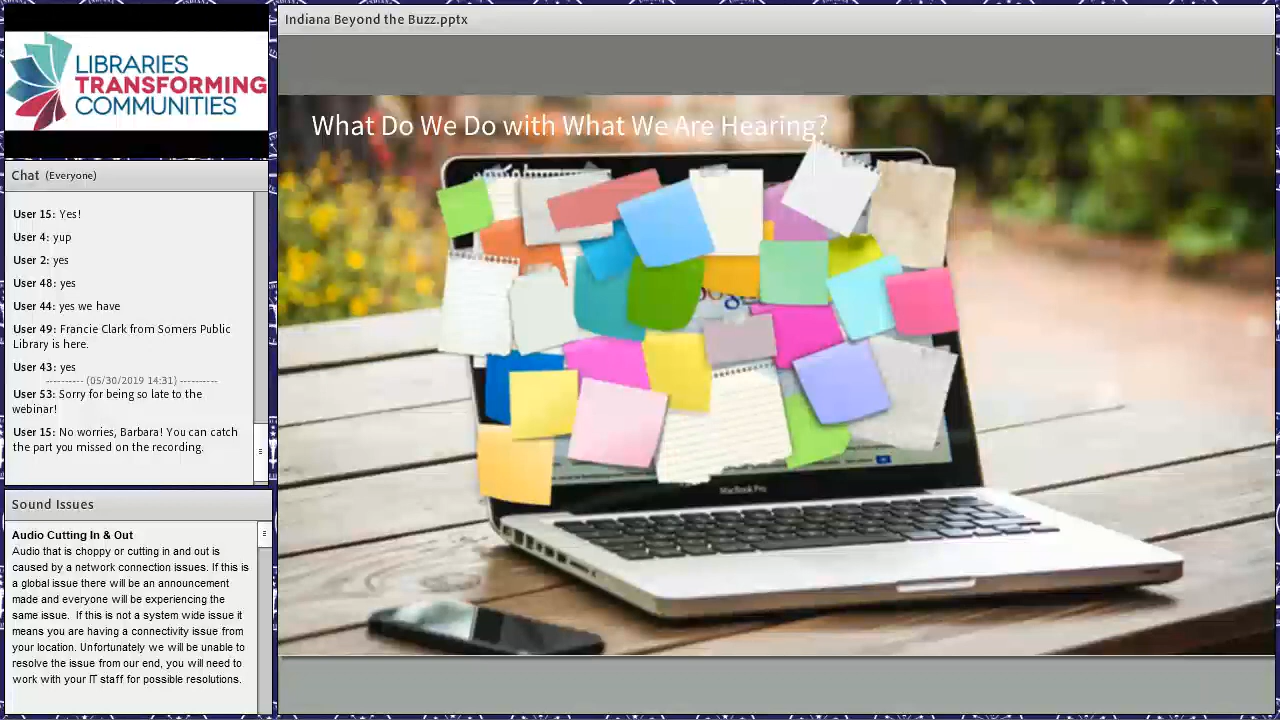 Indiana Beyond the Buzz.pptx
LIBRARIES
TRANSFORMING
COMMUNITIES
Chat (Everyone)
User 15: Yes!
User 4: yup
User 2: yes
User 48: yes
User 44: yes we have
User 49: Francie Clark from Somers Public
Library is here.
User 43: yes
---------- (05/30/2019 14:31) ----------
User 53: Sorry for being so late to the
webinar!
User 15: No worries, Barbara! You can catch
the part you missed on the recording.
Sound Issues
Audio Cutting In & Out
Audio that is choppy or cutting in and out is
caused by a network connection issues. If this is
a global issue there will be an announcement
made and everyone will be experiencing the
same issue. If this is not a system wide issue it
means you are having a connectivity issue from
your location. Unfortunately we will be unable to
resolve the issue from our end, you will need to
work with your IT staff for possible resolutions.
What Do We Do with What We Are Hearing?
MacBook Pro